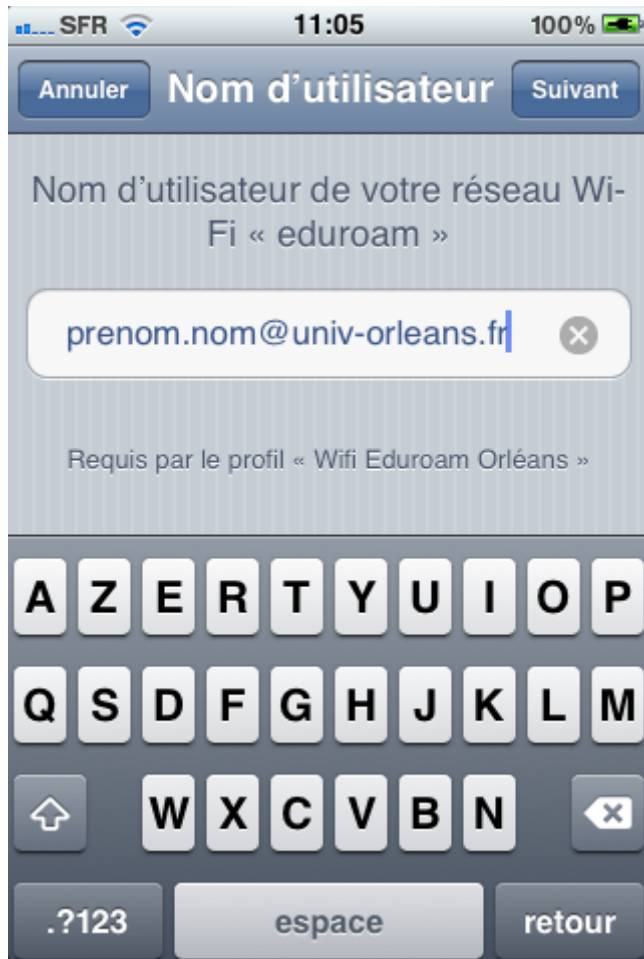 SFR 11:05 100%
Annuler Nom d'utilisateur Suivant
Nom d'utilisateur de votre réseau Wi-
Fi « eduroam »
prenom.nom@univ-orleans.fr
Requis par le profil « Wifi Eduroam Orléans »
A Z E R T Y U I O P
Q S D F G H J K L M
W X C V B N
.?123 espace retour